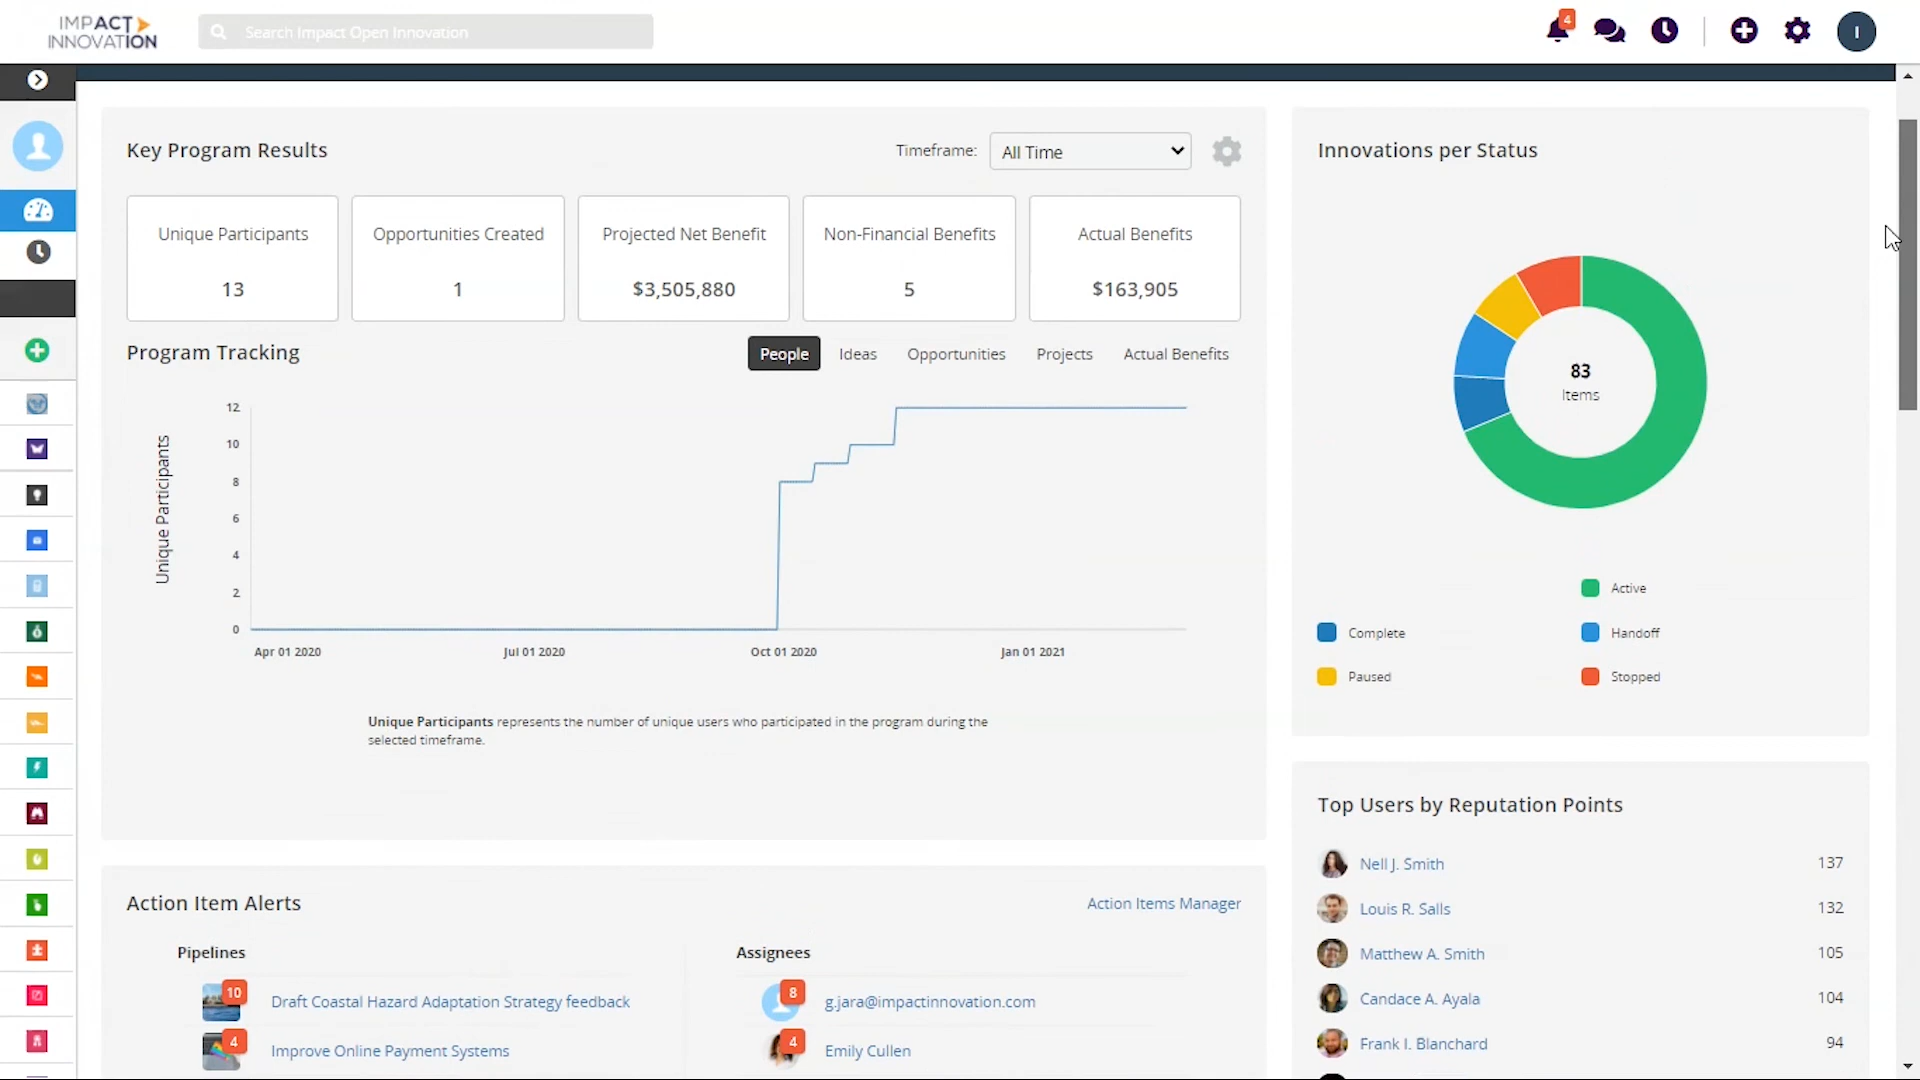 IMPACT
INNOVATION
Search Impact Open Innovation
4
I
Key Program Results
Timeframe: All Time
Unique Participants
13
Opportunities Created
1
Projected Net Benefit
$3,505,880
Non-Financial Benefits
5
Actual Benefits
$163,905
Program Tracking
People Ideas Opportunities Projects Actual Benefits
Unique Participants
12
10
8
6
4
2
0
Apr 01 2020 Jul 01 2020 Oct 01 2020 Jan 01 2021
Unique Participants represents the number of unique users who participated in the program during the
selected timeframe.
Innovations per Status
83
Items
Active
Complete Handoff
Paused Stopped
Top Users by Reputation Points
Nell J. Smith 137
Louis R. Salls 132
Matthew A. Smith 105
Candace A. Ayala 104
Frank I. Blanchard 94
Action Item Alerts
Action Items Manager
Pipelines
10 Draft Coastal Hazard Adaptation Strategy feedback
4 Improve Online Payment Systems
Assignees
8 g.jara@impactinnovation.com
4 Emily Cullen